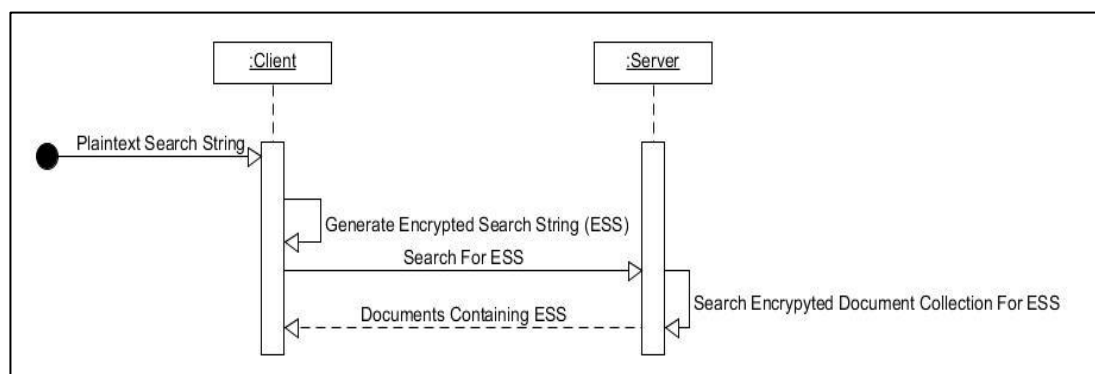 :Client
:Server
Plaintext Search String
Generate Encrypted Search String (ESS)
Search For ESS
Search Encrypyted Document Collection For ESS
Documents Containing ESS